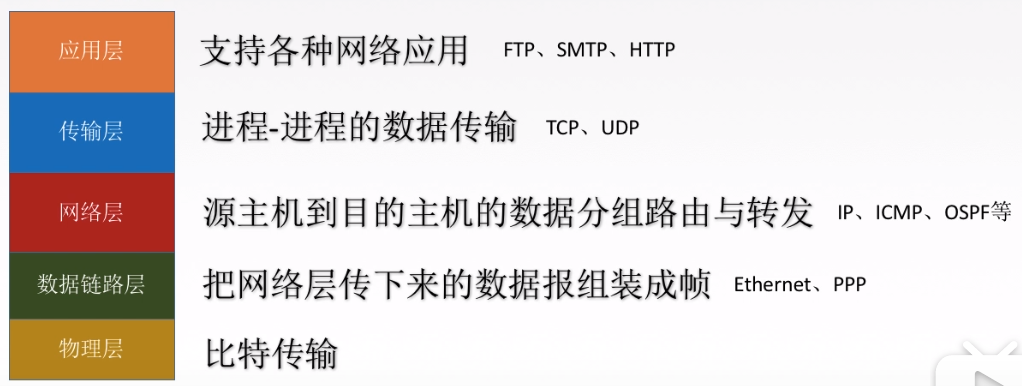 应用层 支持各种网络应用 FTP、SMTP、HTTP
传输层 进程-进程的数据传输 TCP、UDP
网络层 源主机到目的主机的数据分组路由与转发 IP、ICMP、OSPF等
数据链路层 把网络层传下来的数据报组装成帧 Ethernet、PPP
物理层 比特传输